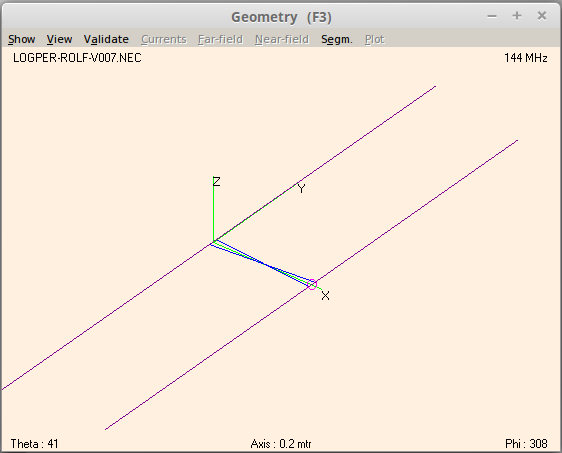 Geometry (F3)
Show View Validate Currents Far-field Near-field Segm. Plot
LOGPER-ROLF-V007.NEC 144 MHz
Z
Y
X
Theta : 41 Axis : 0.2 mtr Phi : 308